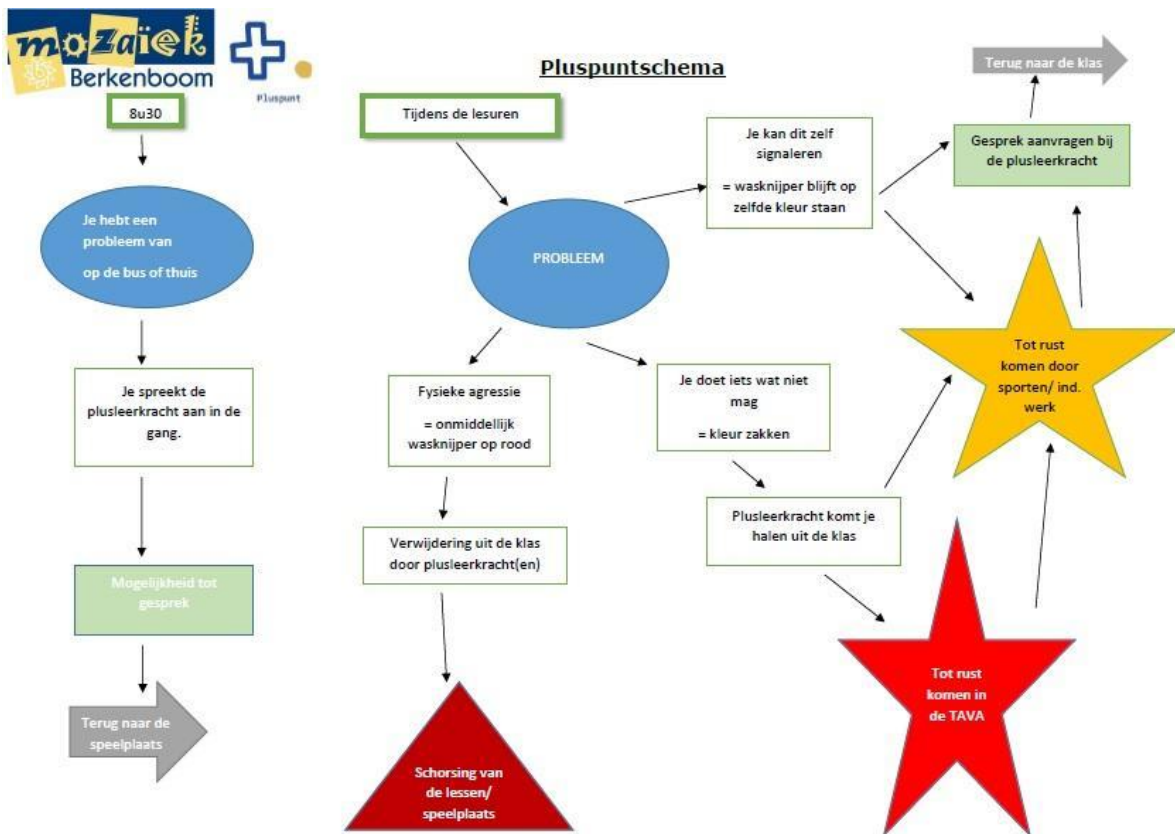 mozaïek
Berkenboom
Pluspunt
Pluspuntschema
8u30
Je hebt een
probleem van
op de bus of thuis
Je spreekt de
plusleerkracht aan in de
gang.
Mogelijkheid tot
gesprek
Terug naar de
speelplaats
Tijdens de lesuren
PROBLEEM
Je kan dit zelf
signaleren
= wasknijper blijft op
zelfde kleur staan
Gesprek aanvragen bij
de plusleerkracht
Terug naar de klas
Fysieke agressie
= onmiddellijk
wasknijper op rood
Verwijdering uit de klas
door plusleerkracht(en)
Schorsing van
de lessen/
speelplaats
Je doet iets wat niet
mag
= kleur zakken
Plusleerkracht komt je
halen uit de klas
Tot rust
komen door
sporten/ ind.
werk
Tot rust
komen in
de TAVA